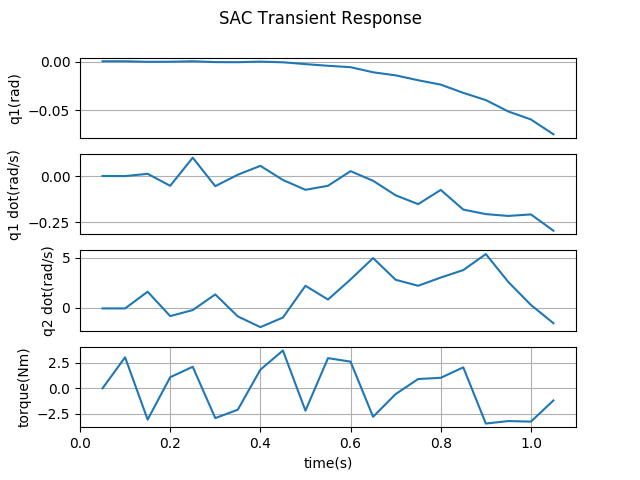 SAC Transient Response
q1(rad)
0.00
−0.05
q1 dot(rad/s)
0.00
−0.25
q2 dot(rad/s)
5
0
torque(Nm)
2.5
0.0
−2.5
0.0 0.2 0.4 0.6 0.8 1.0
time(s)